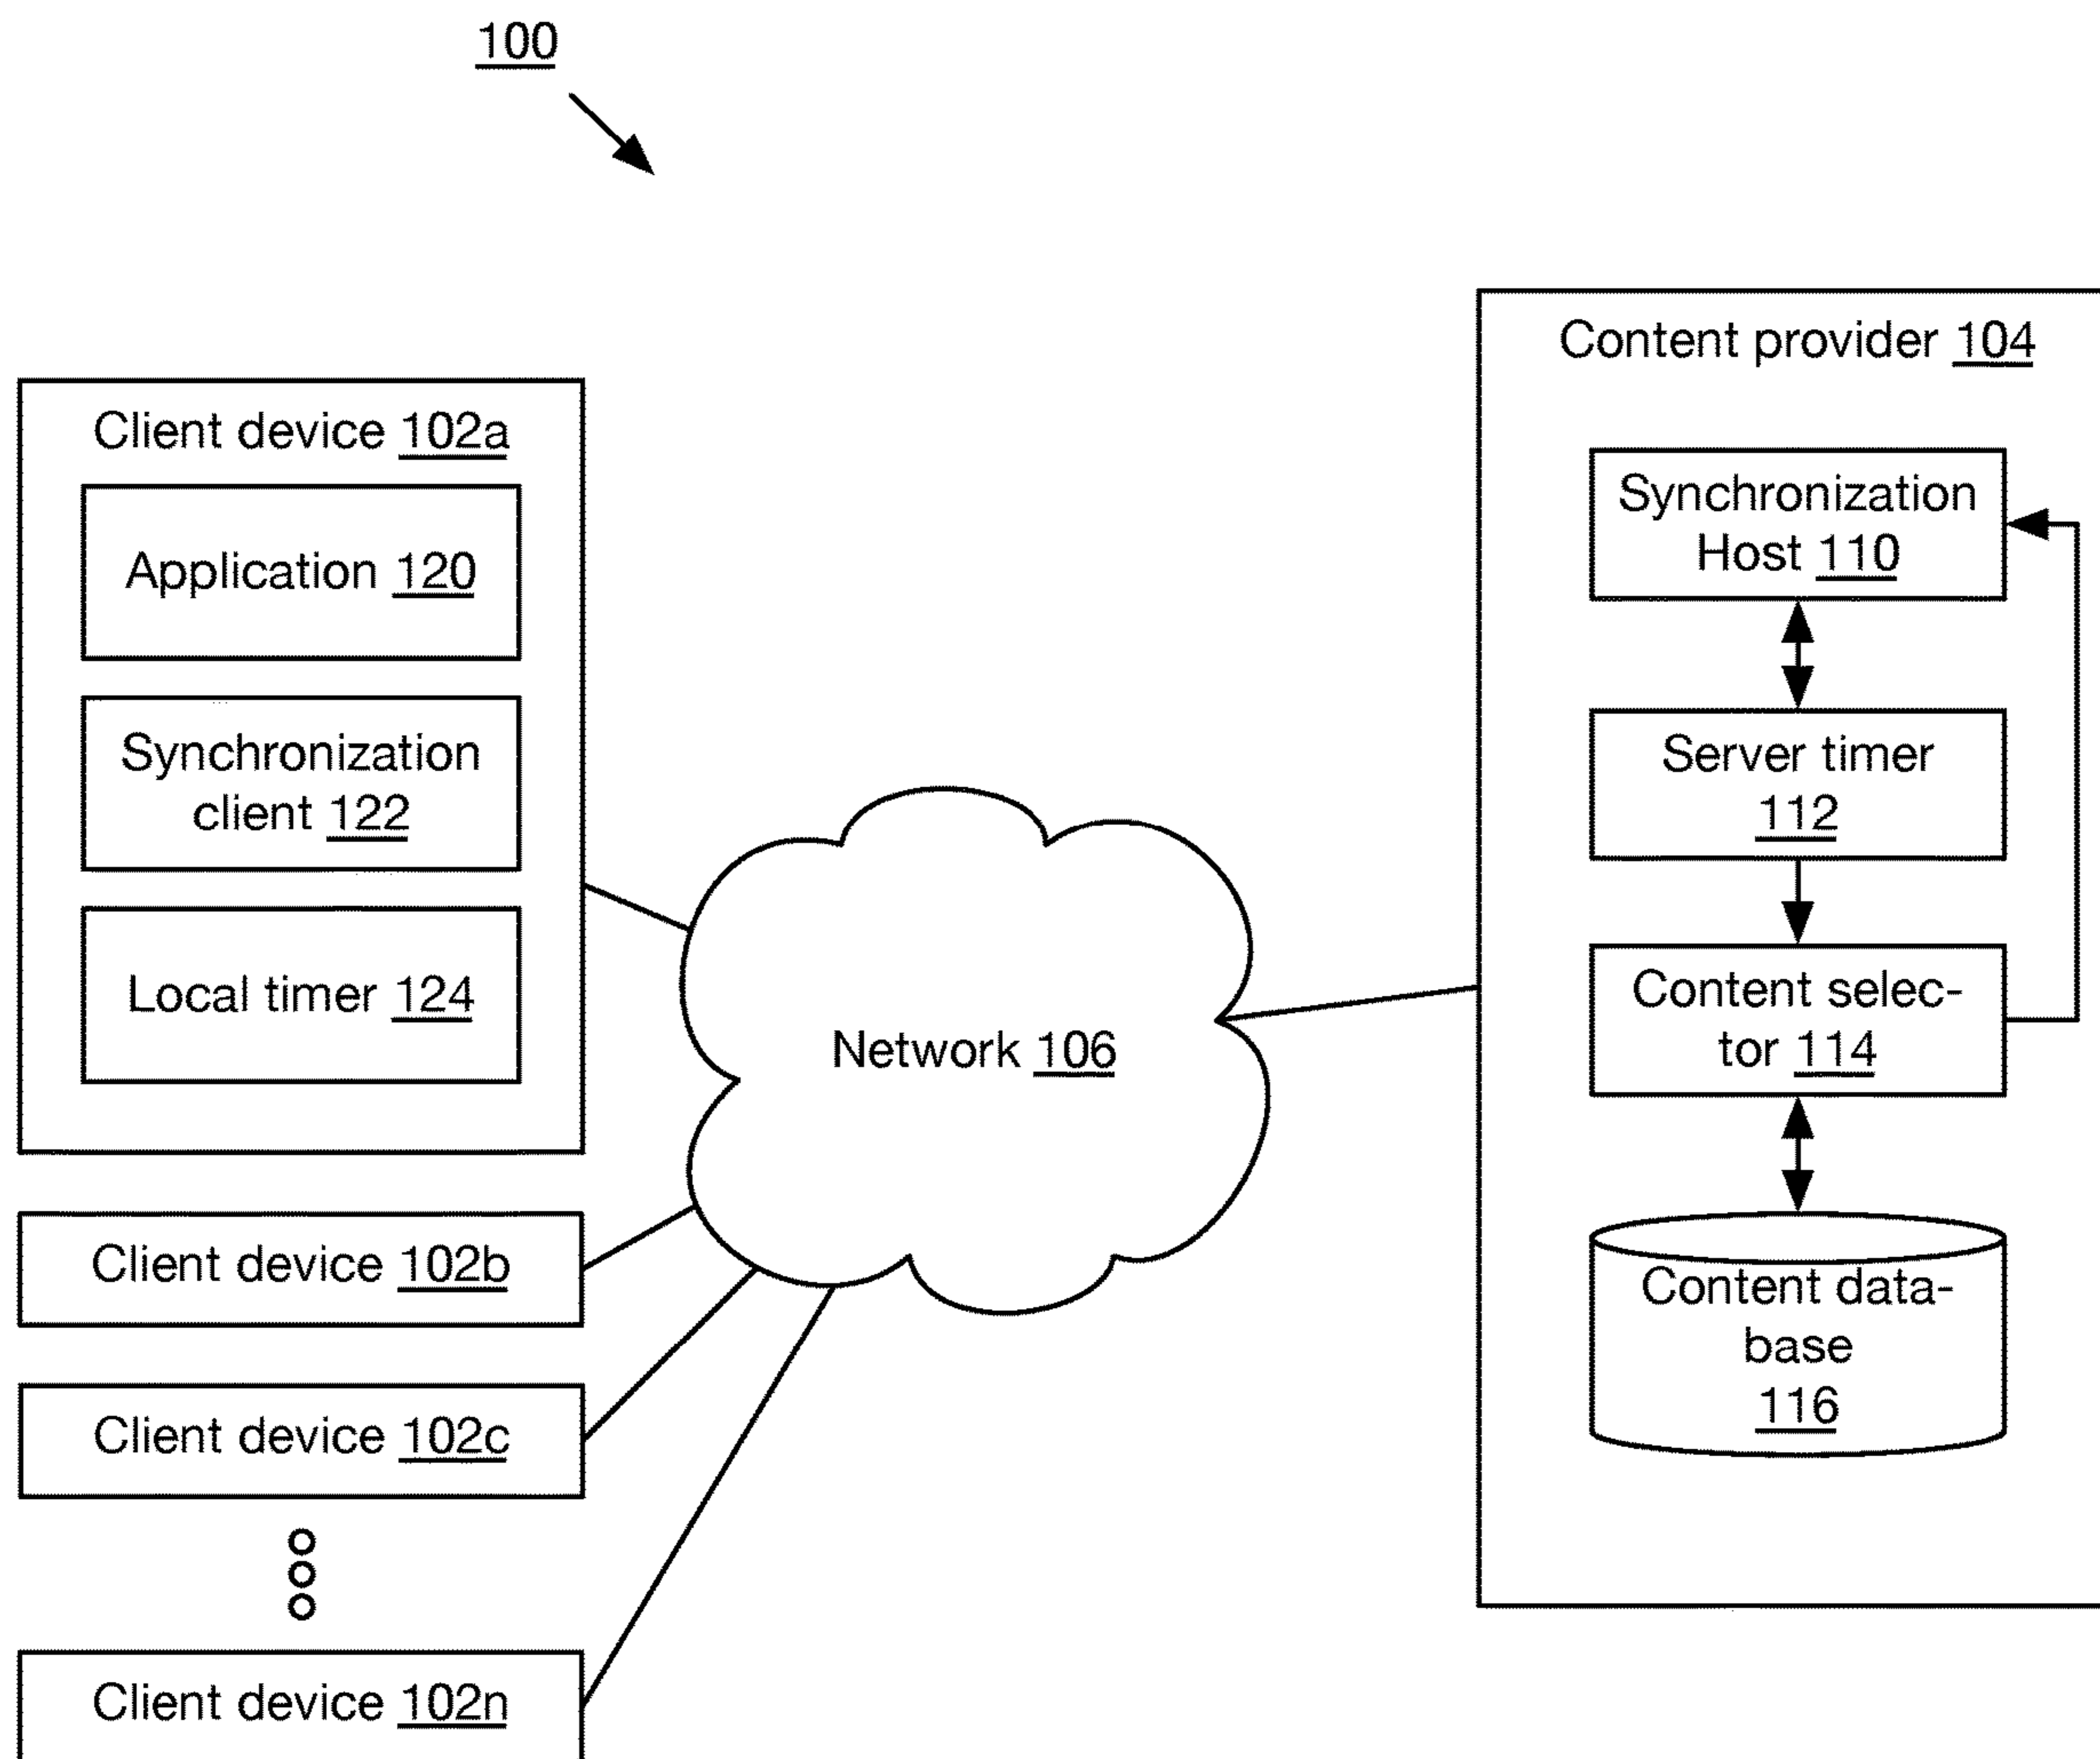 100
Client device 102a
Application 120
Synchronization
client 122
Local timer 124
Client device 102b
Client device 102c
Client device 102n
Network 106
Content provider 104
Synchronization
Host 110
Server timer
112
Content selec-
tor 114
Content data-
base
116